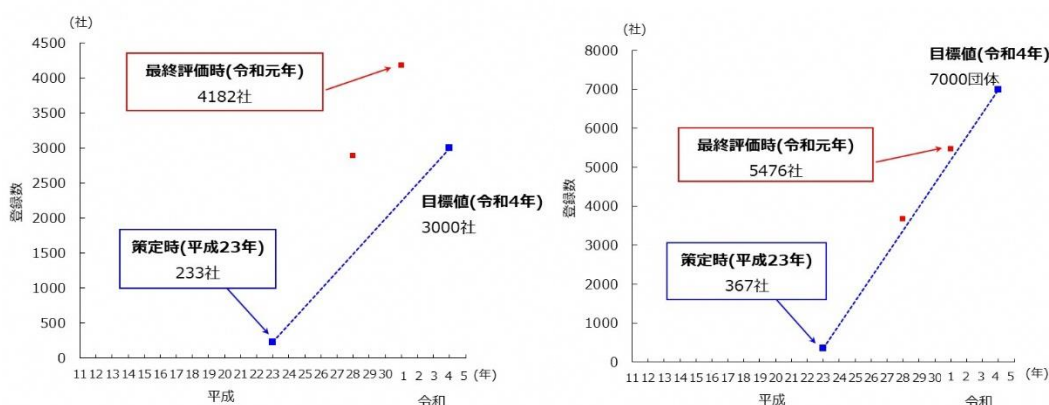 (社)
4500
4000
3500
3000
2500
2000
1500
1000
500
0
登録数
最終評価時(令和元年)
4182社
目標値(令和4年)
3000社
策定時(平成23年)
233社
11 12 13 14 15 16 17 18 19 20 21 22 23 24 25 26 27 28 29 30 1 2 3 4 5 (年)
平成 令和
(社)
8000
7000
6000
5000
4000
3000
2000
1000
0
登録数
目標値(令和4年)
7000団体
最終評価時(令和元年)
5476社
策定時(平成23年)
367社
11 12 13 14 15 16 17 18 19 20 21 22 23 24 25 26 27 28 29 30 1 2 3 4 5 (年)
平成 令和